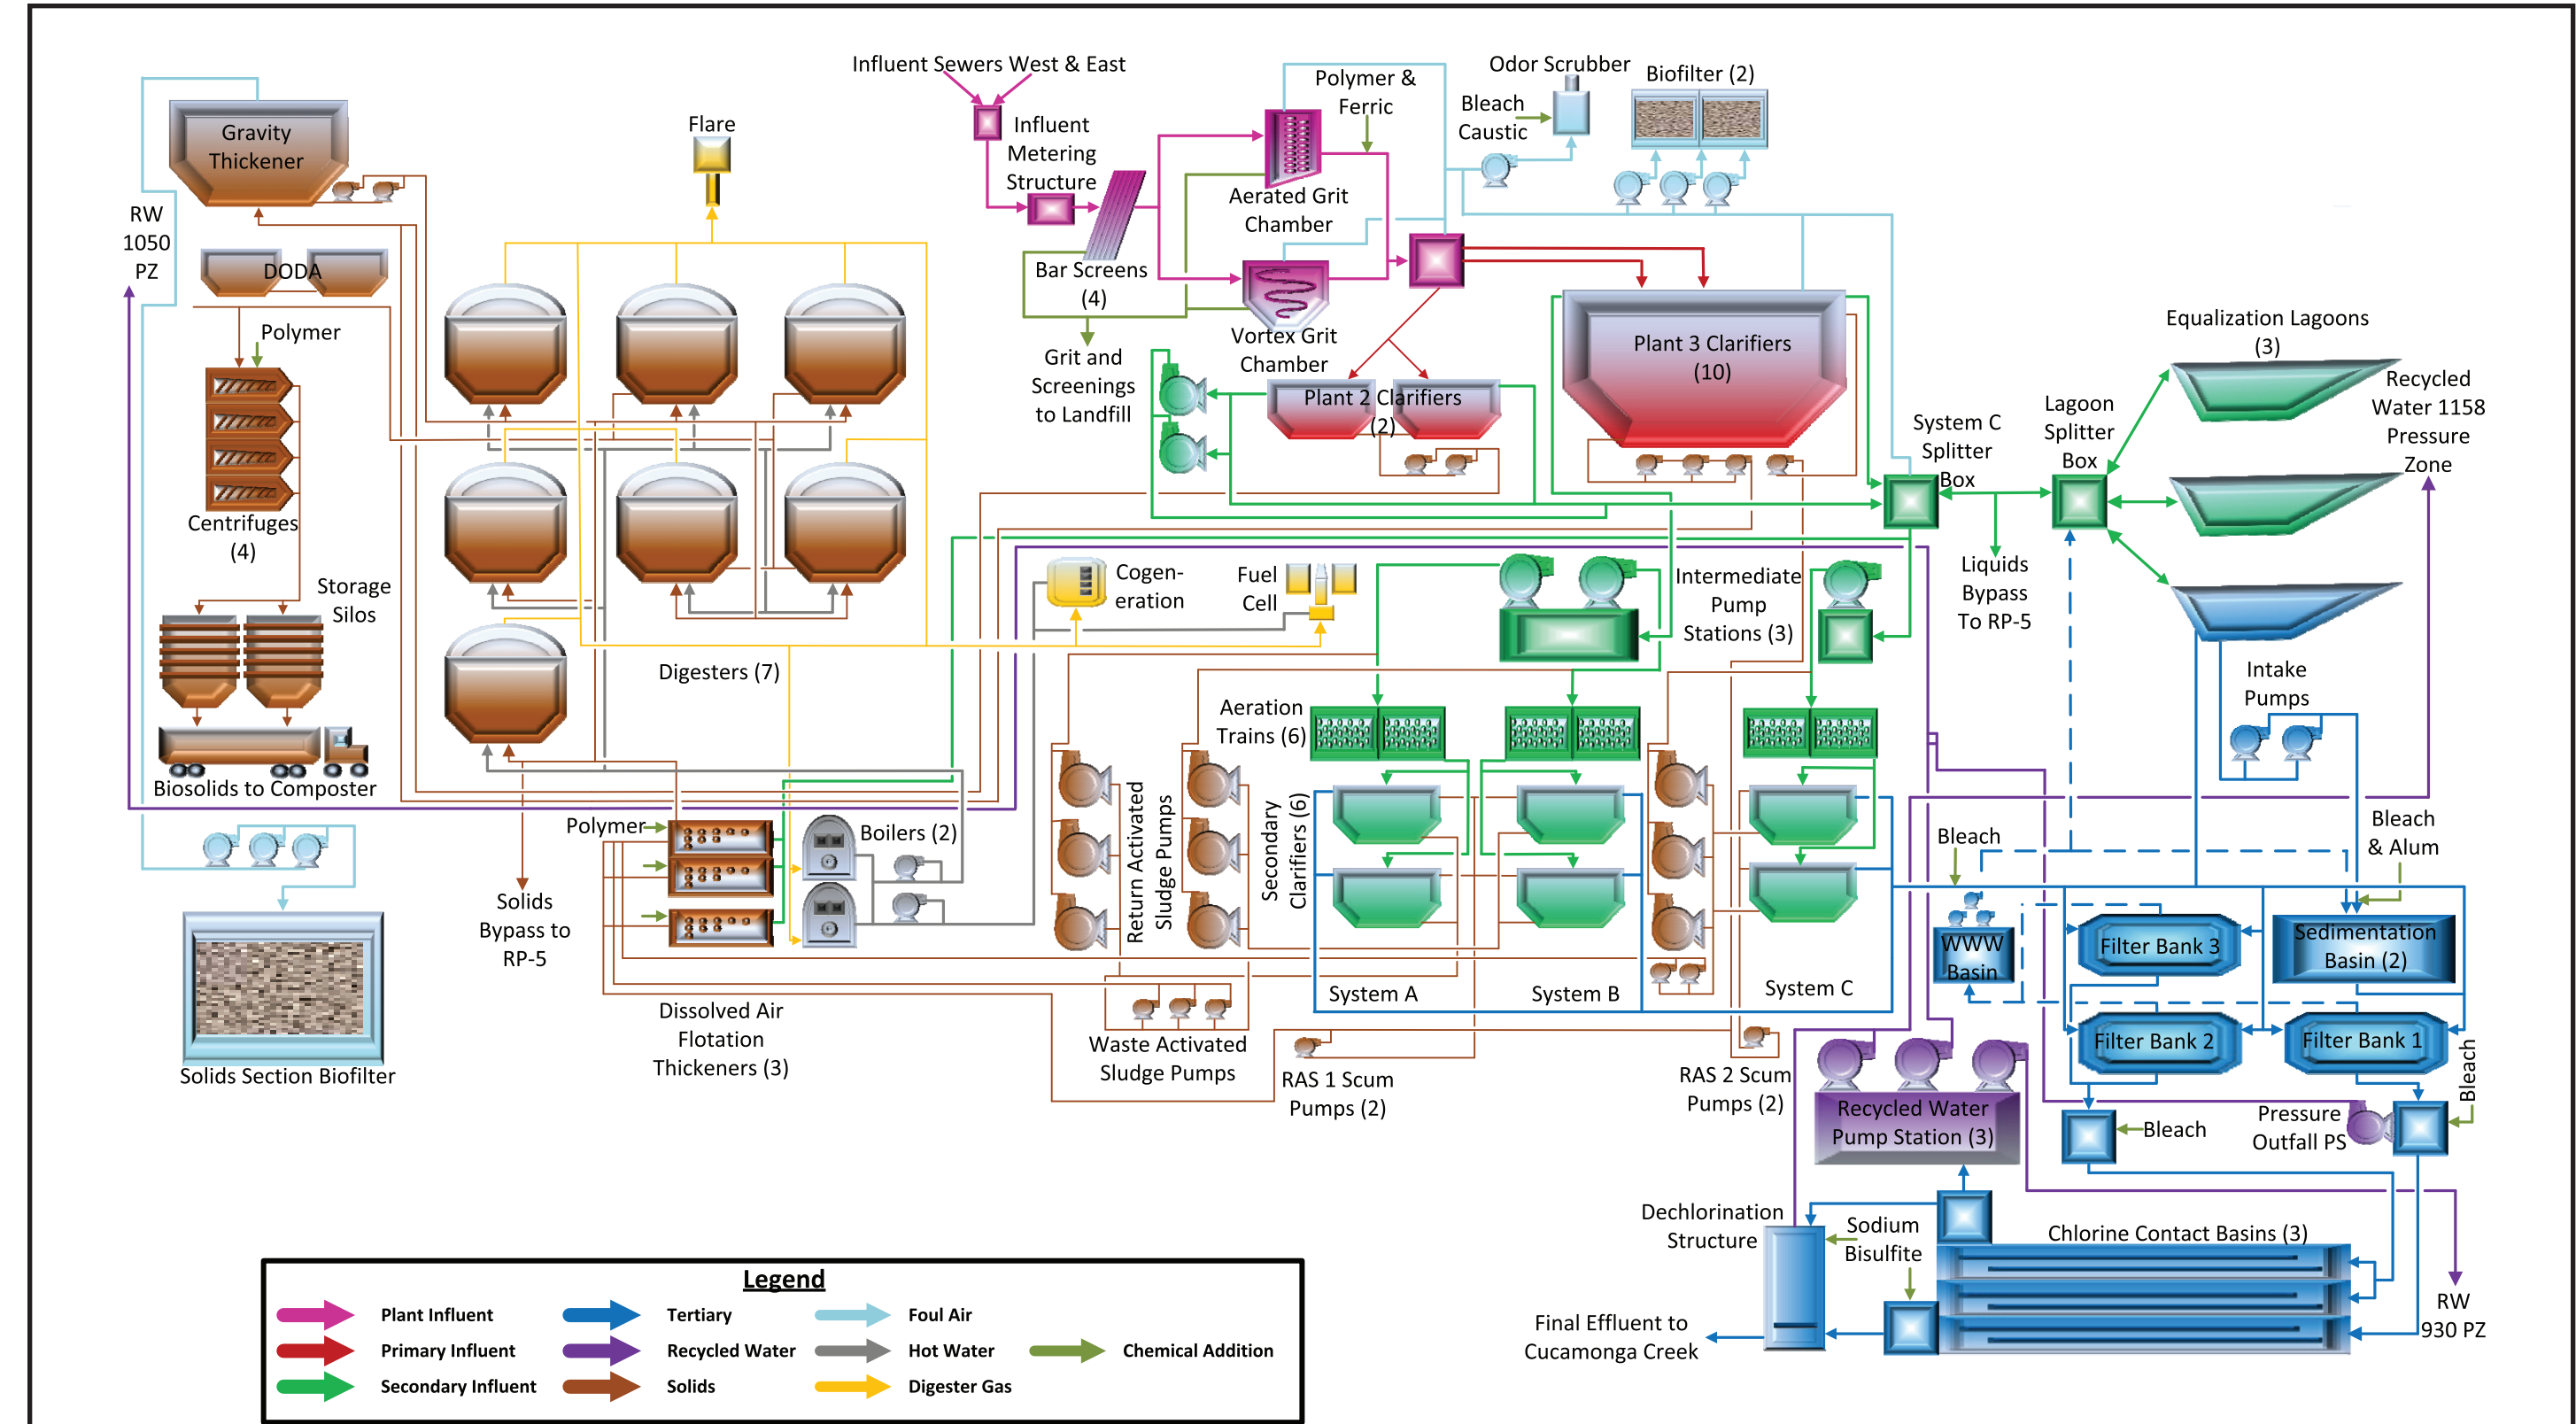 Influent Sewers West & East
Influent
Metering
Structure
Bar Screens
(4)
Grit and
Screenings
to Landfill
Aerated Grit
Chamber
Vortex Grit
Chamber
Polymer &
Ferric
Bleach
Caustic
Odor Scrubber
Biofilter (2)
Gravity
Thickener
RW
1050
PZ
DODA
Polymer
Centrifuges
(4)
Storage
Silos
Biosolids to Composter
Solids Section Biofilter
Flare
Digesters (7)
Solids
Bypass to
RP-5
Polymer
Dissolved Air
Flotation
Thickeners (3)
Boilers (2)
Cogen-
eration
Fuel
Cell
Plant 2 Clarifiers
(2)
Plant 3 Clarifiers
(10)
System C
Splitter
Box
Lagoon
Splitter
Box
Equalization Lagoons
(3)
Recycled
Water 1158
Pressure
Zone
Liquids
Bypass
To RP-5
Intermediate
Pump
Stations (3)
Aeration
Trains (6)
Return Activated
Sludge Pumps
Secondary
Clarifiers (6)
System A
System B
System C
Waste Activated
Sludge Pumps
RAS 1 Scum
Pumps (2)
RAS 2 Scum
Pumps (2)
Intake
Pumps
Bleach
& Alum
Bleach
WWW
Basin
Filter Bank 3
Sedimentation
Basin (2)
Filter Bank 2
Filter Bank 1
Bleach
Bleach
Pressure
Outfall PS
Recycled Water
Pump Station (3)
Dechlorination
Structure
Sodium
Bisulfite
Chlorine Contact Basins (3)
RW
930 PZ
Final Effluent to
Cucamonga Creek
Legend
Plant Influent
Primary Influent
Secondary Influent
Tertiary
Recycled Water
Solids
Foul Air
Hot Water
Digester Gas
Chemical Addition